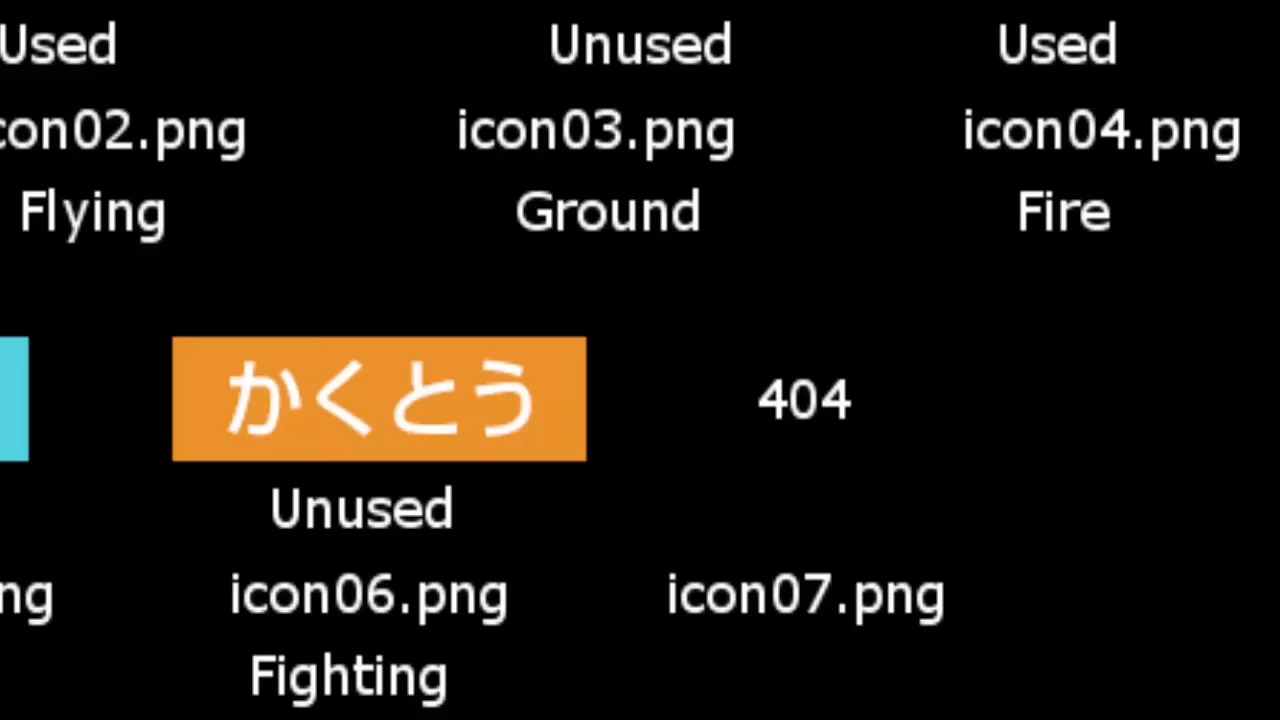 Used Unused Used
con02.png icon03.png icon04.png
Flying Ground Fire
かくとう 404
Unused
ng icon06.png icon07.png
Fighting